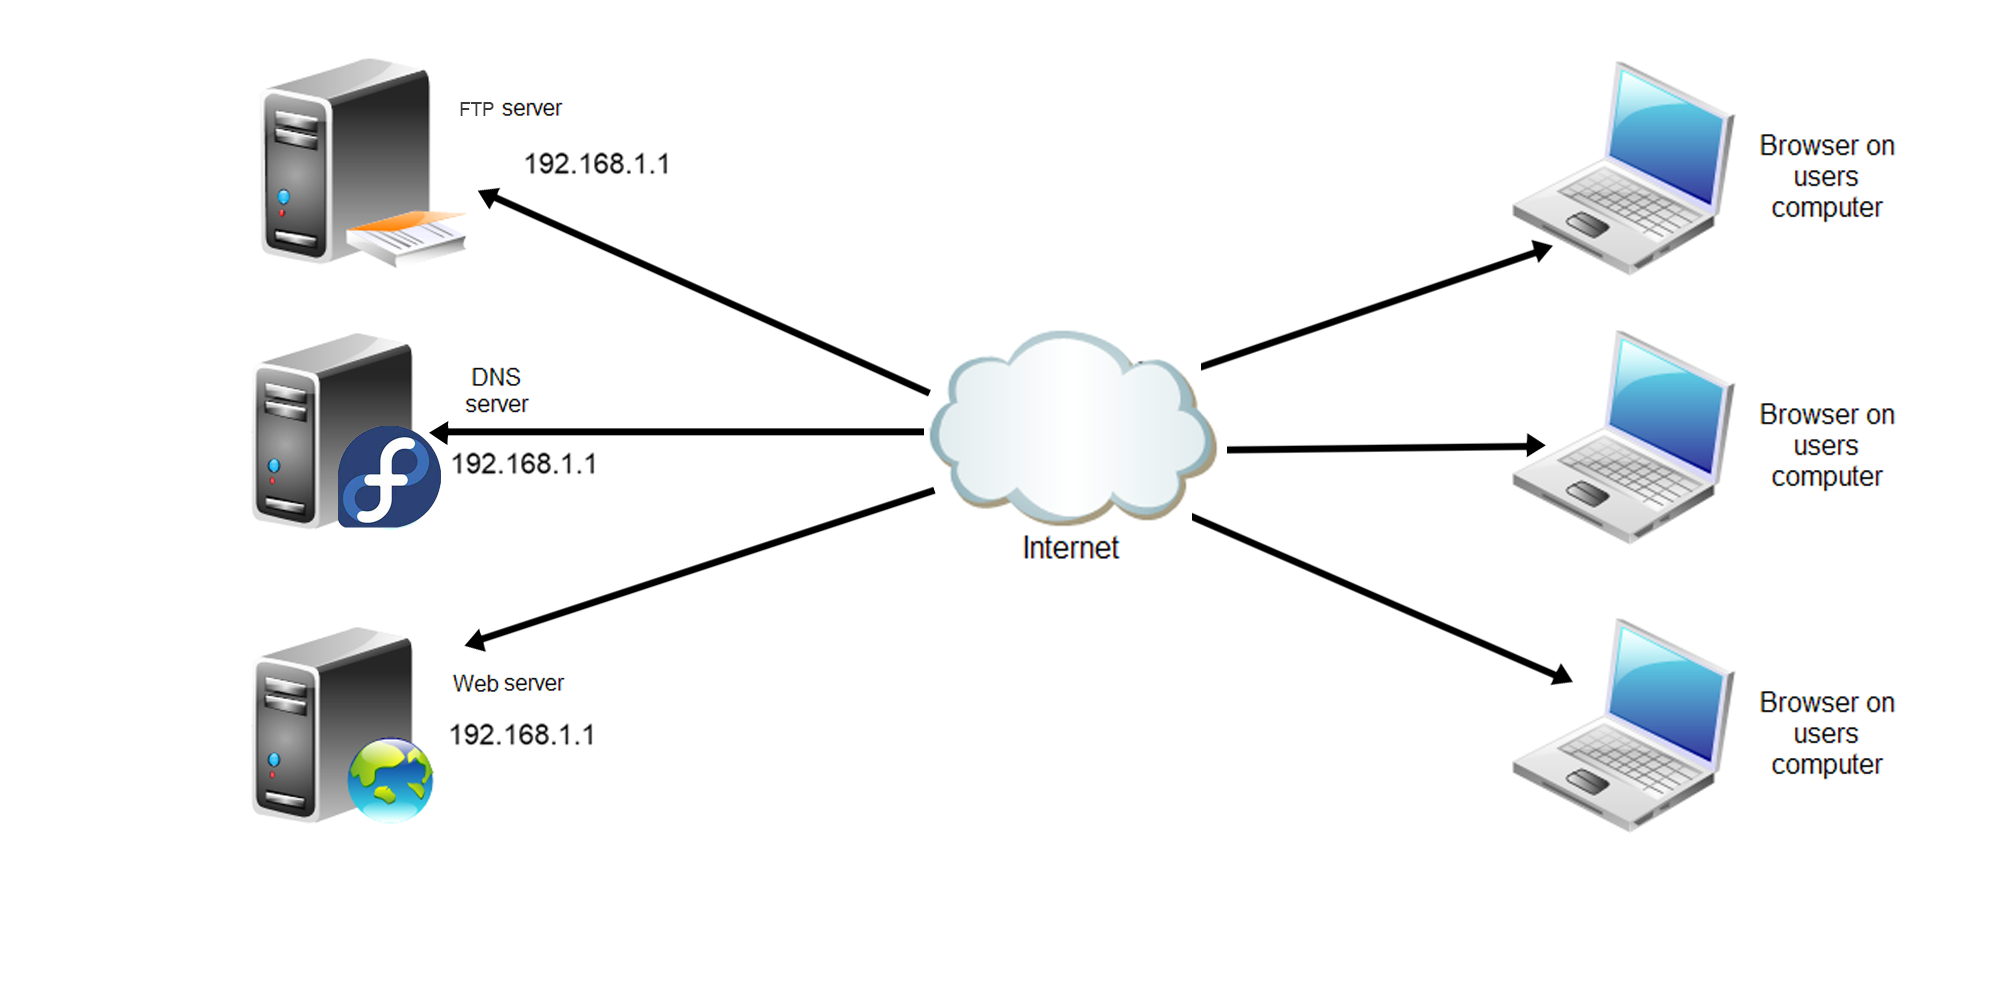 FTP server
192.168.1.1
DNS
server
192.168.1.1
Web server
192.168.1.1
Internet
Browser on
users
computer
Browser on
users
computer
Browser on
users
computer